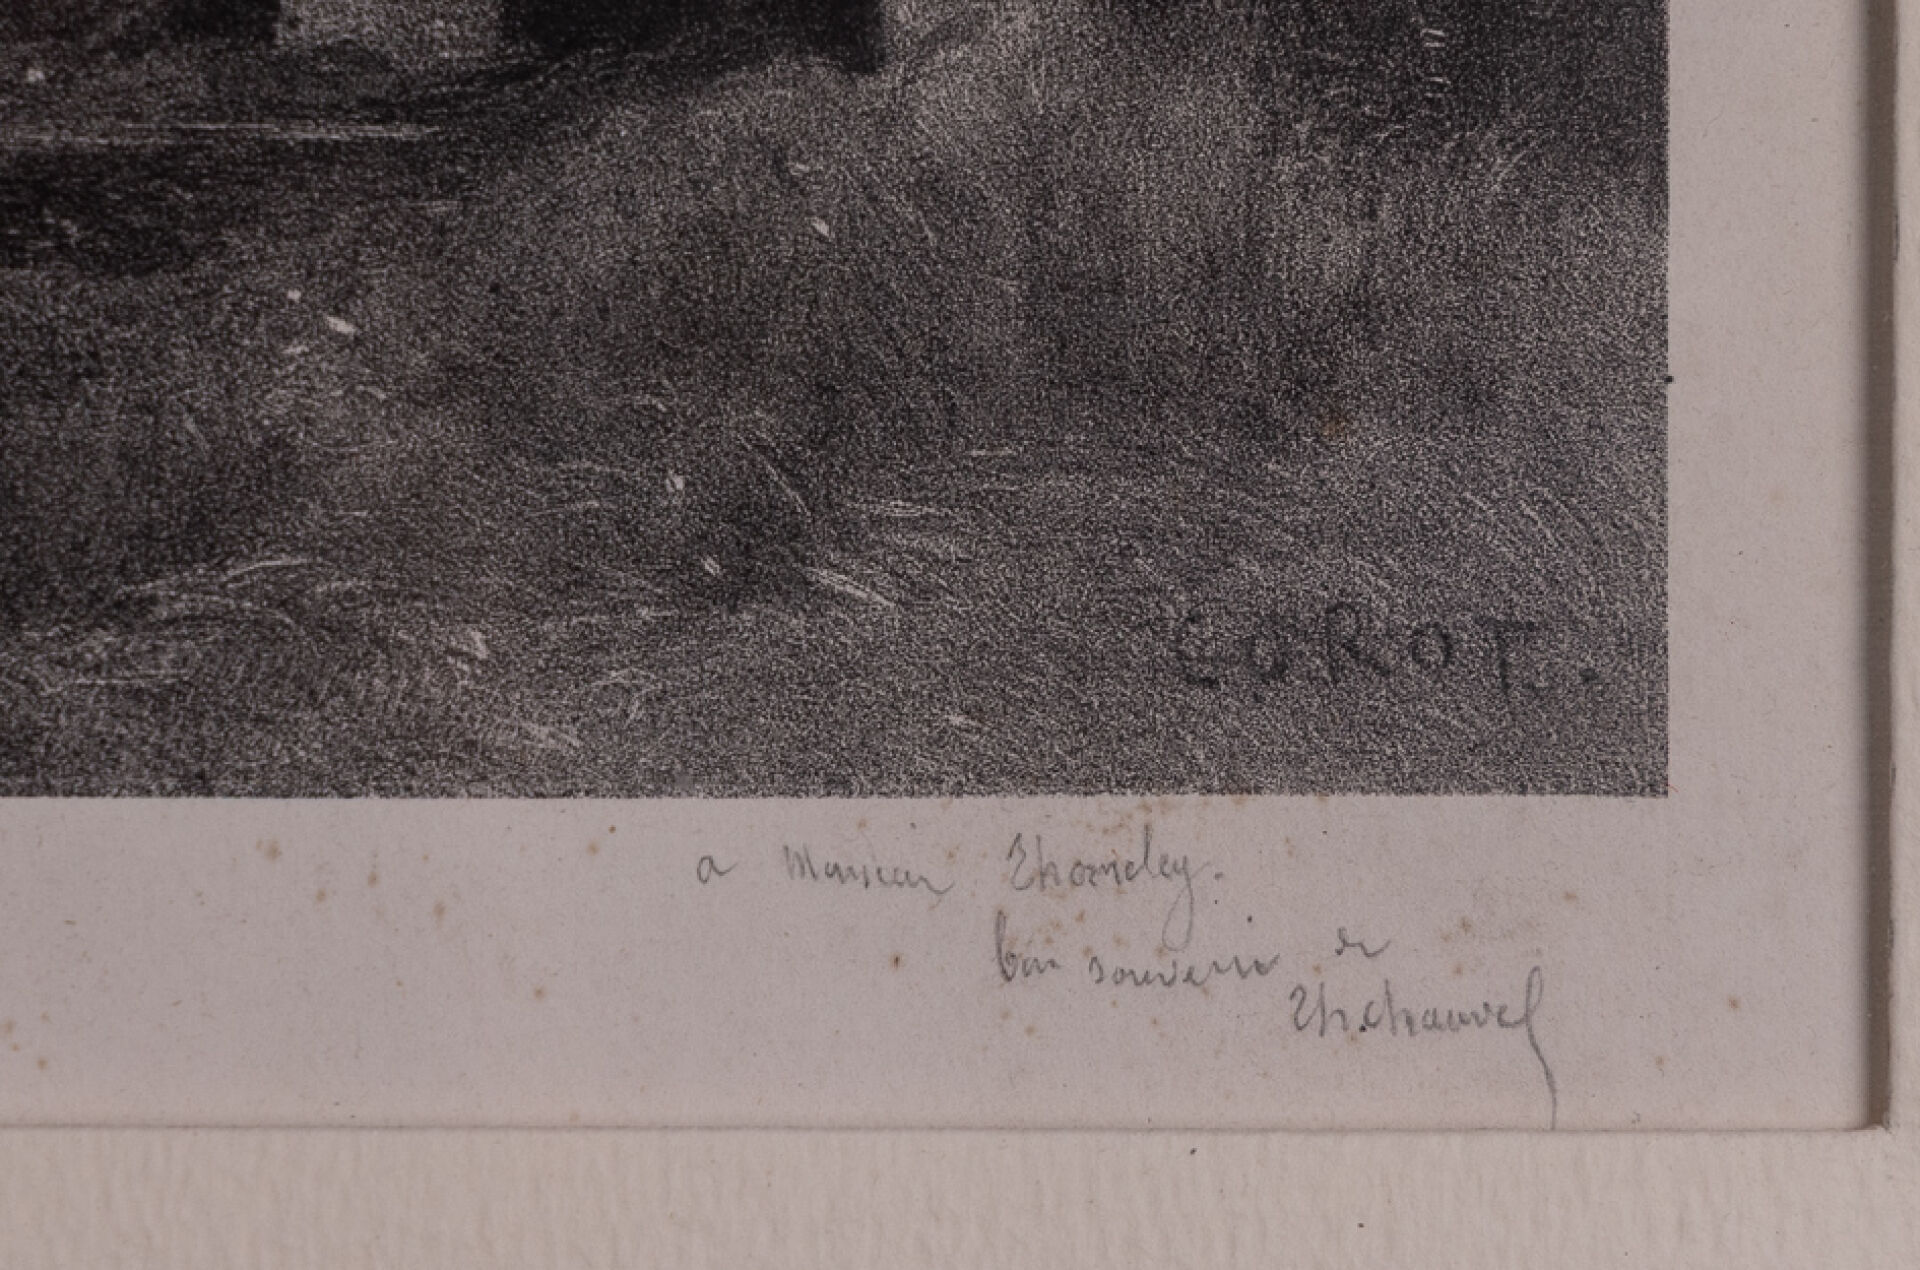 COROT.
a Monsieur Thornley.
bon souvenir de
Th. Chauvel